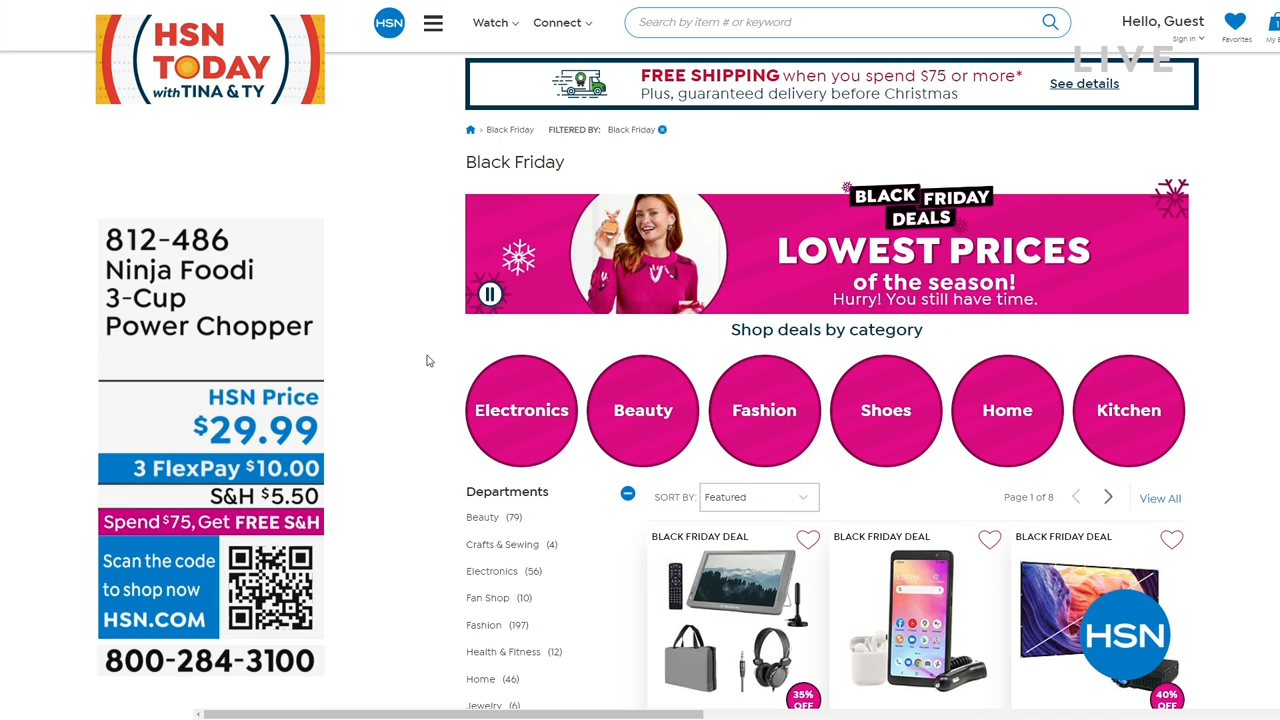 HSN
TODAY
with TINA & TY
HSN
Watch
Connect
Search by item # or keyword
Hello, Guest
Sign in
Favorites
LIVE
FREE SHIPPING when you spend $75 or more*
Plus, guaranteed delivery before Christmas
See details
> Black Friday FILTERED BY: Black Friday
Black Friday
BLACK FRIDAY
DEALS
LOWEST PRICES
of the season!
Hurry! You still have time.
Shop deals by category
Electronics
Beauty
Fashion
Shoes
Home
Kitchen
812-486
Ninja Foodi
3-Cup
Power Chopper
HSN Price
$29.99
3 FlexPay $10.00
S&H $5.50
Spend $75, Get FREE S&H
Scan the code
to shop now
HSN.COM
800-284-3100
Departments
Beauty (79)
Crafts & Sewing (4)
Electronics (56)
Fan Shop (10)
Fashion (197)
Health & Fitness (12)
Home (46)
Jewelry (6)
SORT BY: Featured
Page 1 of 8
View All
BLACK FRIDAY DEAL
35%
OFF
BLACK FRIDAY DEAL
BLACK FRIDAY DEAL
40%
OFF
HSN